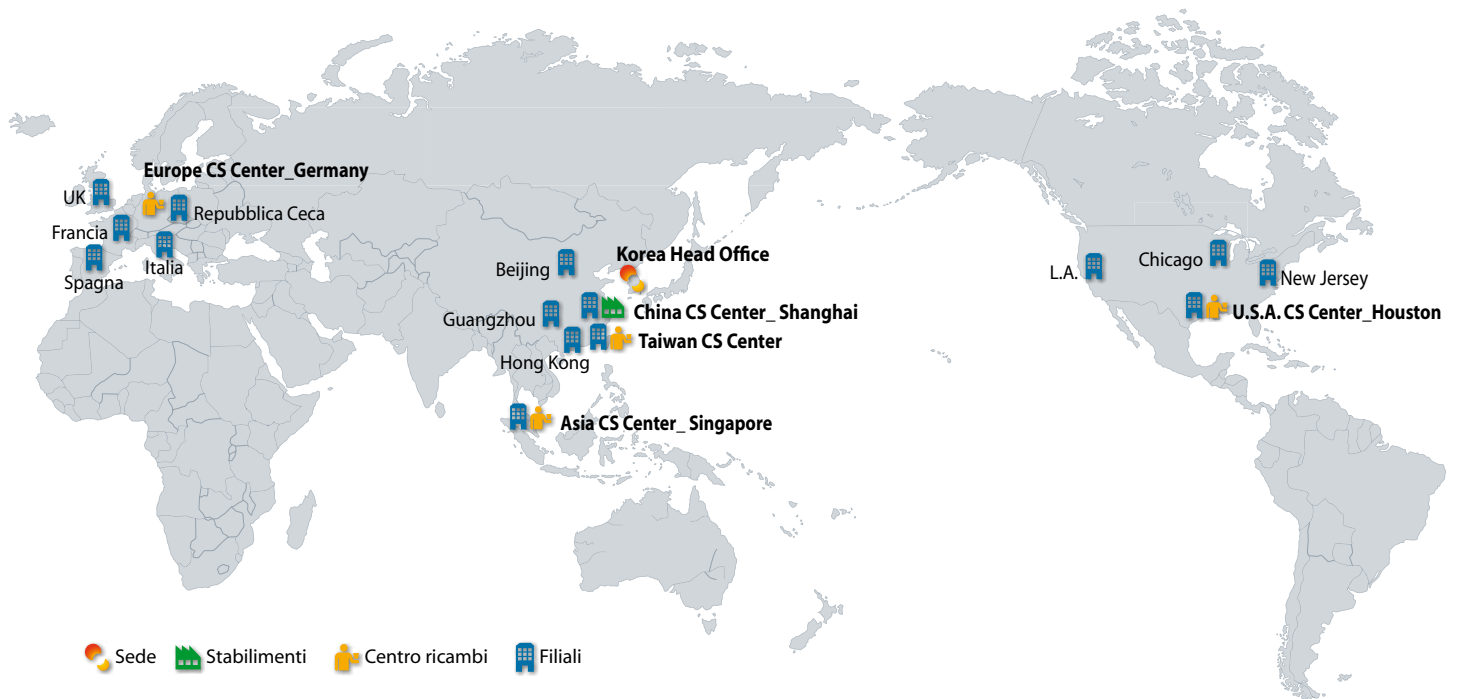 Europe CS Center_Germany
UK
Repubblica Ceca
Francia
Italia
Spagna
Korea Head Office
Beijing
China CS Center_ Shanghai
Guangzhou
Taiwan CS Center
Hong Kong
Asia CS Center_ Singapore
L.A.
Chicago
New Jersey
U.S.A. CS Center_Houston
Sede
Stabilimenti
Centro ricambi
Filiali